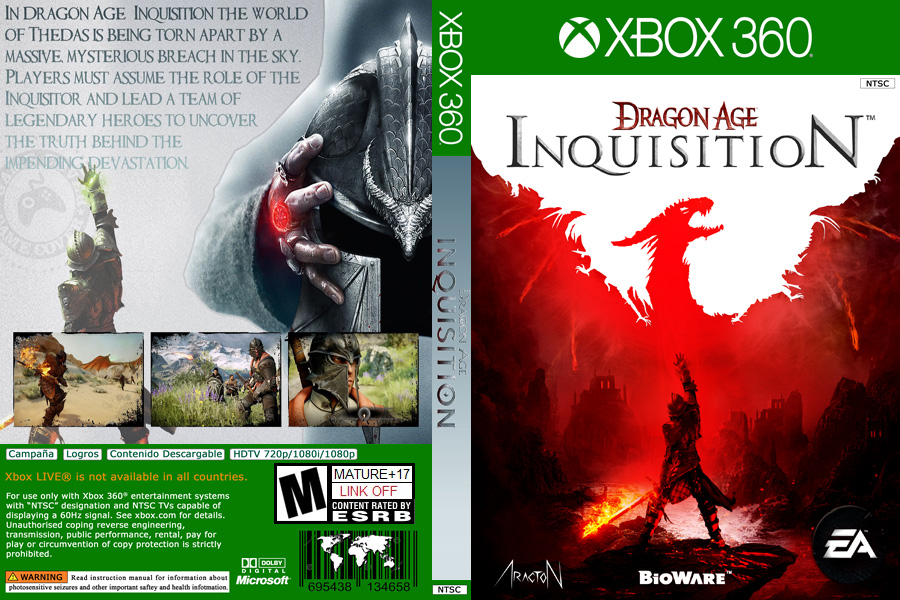 In Dragon Age Inquisition the world
of Thedas is being torn apart by a
massive, mysterious breach in the sky.
Players must assume the role of the
Inquisitor and lead a team of
legendary heroes to uncover
the truth behind the
impending devastation.
Campaña Logros Contenido Descargable HDTV 720p/1080i/1080p
Xbox LIVE® is not available in all countries.
For use only with Xbox 360® entertainment systems
with “NTSC” designation and NTSC TVs capable of
displaying a 60Hz signal. See xbox.com for details.
Unauthorised coping reverse engineering,
transmission, public performance, rental, pay for
play or circumvention of copy protection is strictly
prohibited.
WARNING Read instruction manual for information about
photosensitive seizures and other important saftey and health infotmation.
M
MATURE+17
LINK OFF
CONTENT RATED BY
ESRB
DOLBY
DIGITAL
Microsoft®
695438 134658
XBOX 360
DRAGON AGE
INQUISITION
NTSC
XBOX 360®
NTSC
DRAGON AGE
INQUISITION™
ARACTON
BIOWARE™
EA™